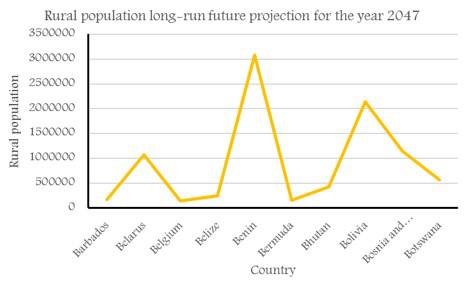 Rural population long-run future projection for the year 2047
Rural population
3500000
3000000
2500000
2000000
1500000
1000000
500000
0
Barbados
Belarus
Belgium
Belize
Benin
Bermuda
Bhutan
Bolivia
Bosnia and...
Botswana
Country